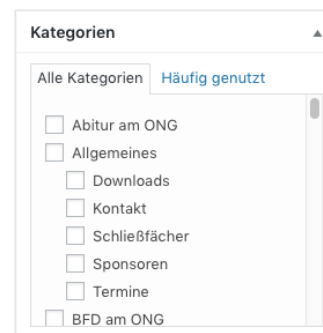 Kategorien
Alle Kategorien Häufig genutzt
Abitur am ONG
Allgemeines
Downloads
Kontakt
Schließfächer
Sponsoren
Termine
BFD am ONG